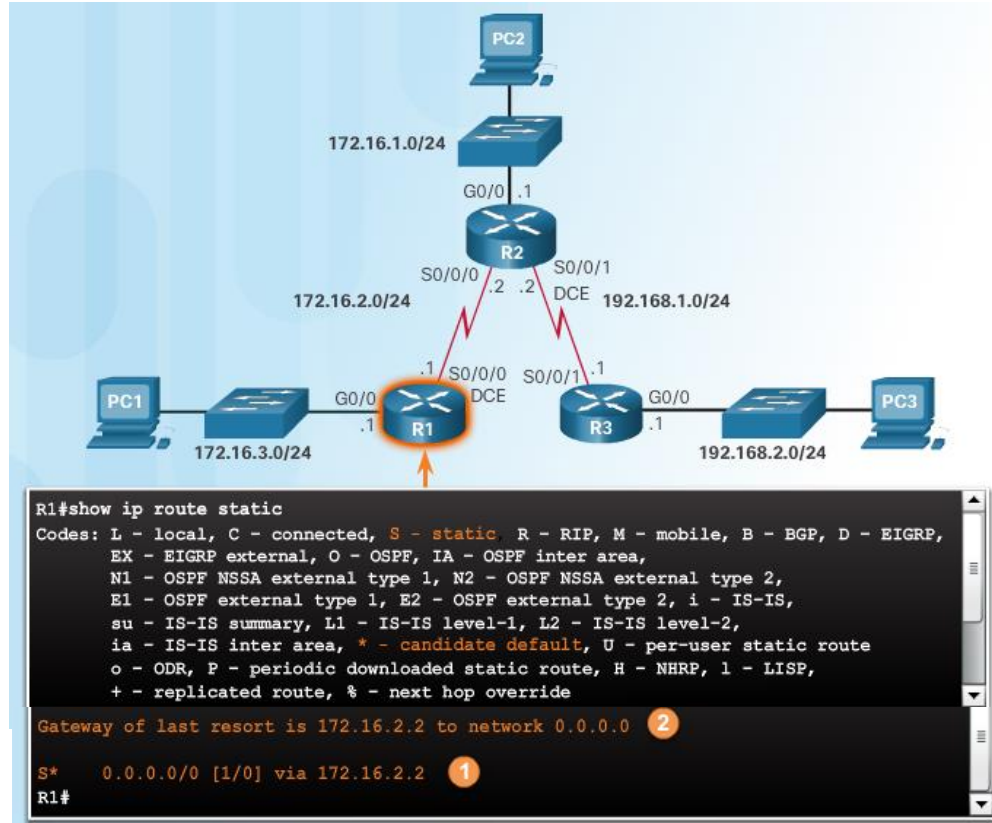 PC2
172.16.1.0/24
G0/0 .1
R2
S0/0/0 S0/0/1
.2 .2 DCE
172.16.2.0/24 192.168.1.0/24
.1 S0/0/0 S0/0/1 .1
DCE
PC1 G0/0 G0/0 PC3
.1 R1 R3 .1
172.16.3.0/24 192.168.2.0/24
R1#show ip route static
Codes: L - local, C - connected, S - static, R - RIP, M - mobile, B - BGP, D - EIGRP,
EX - EIGRP external, O - OSPF, IA - OSPF inter area,
N1 - OSPF NSSA external type 1, N2 - OSPF NSSA external type 2,
E1 - OSPF external type 1, E2 - OSPF external type 2, i - IS-IS,
su - IS-IS summary, L1 - IS-IS level-1, L2 - IS-IS level-2,
ia - IS-IS inter area, * - candidate default, U - per-user static route
o - ODR, P - periodic downloaded static route, H - NHRP, l - LISP,
+ - replicated route, % - next hop override
Gateway of last resort is 172.16.2.2 to network 0.0.0.0 2
S* 0.0.0.0/0 [1/0] via 172.16.2.2 1
R1#